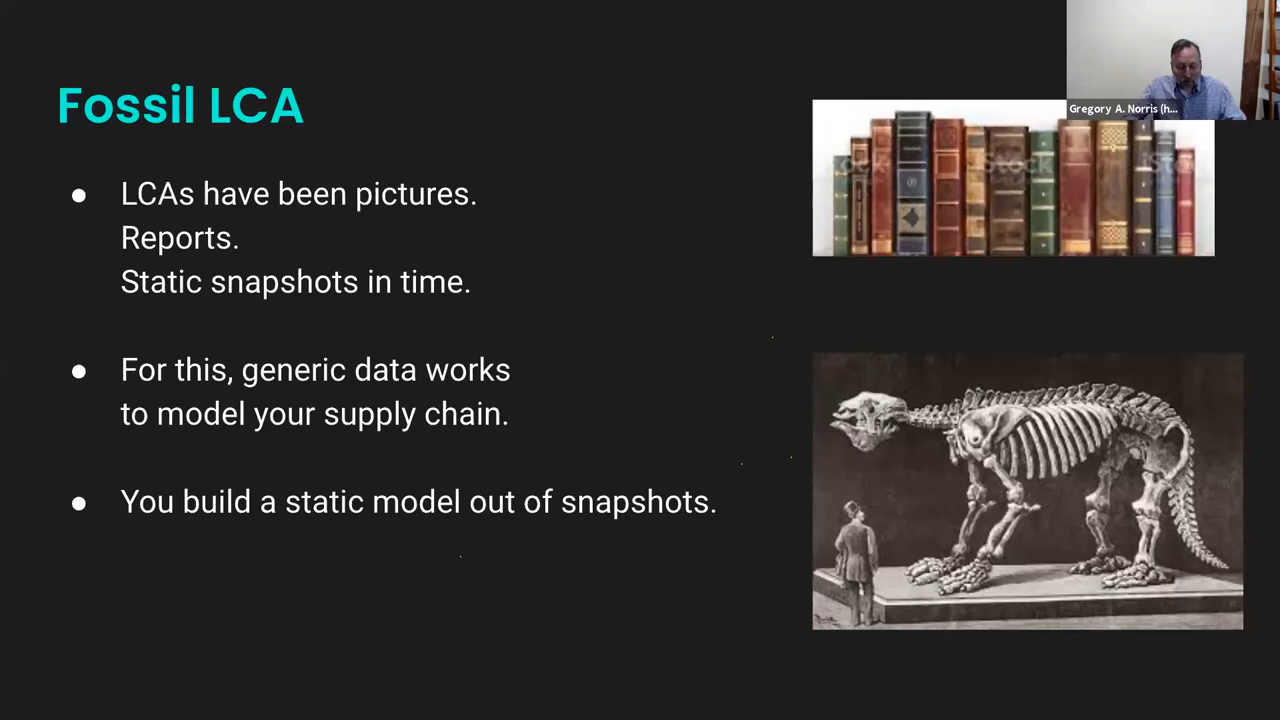 Fossil LCA
● LCAs have been pictures.
Reports.
Static snapshots in time.
● For this, generic data works
to model your supply chain.
● You build a static model out of snapshots.
Gregory A. Norris (h...
iStock